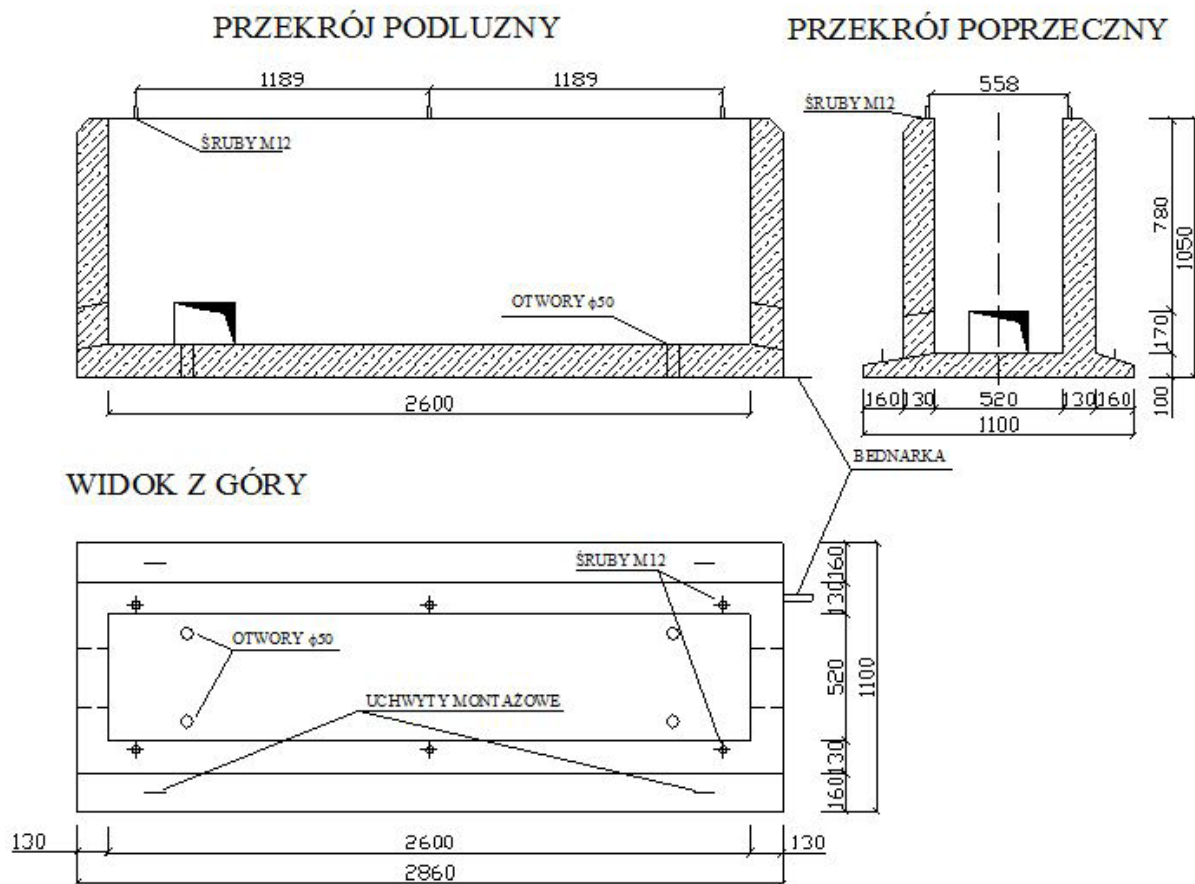 PRZEKRÓJ PODLUZNY
PRZEKRÓJ POPRZECZNY
1189
1189
558
ŚRUBY M12
ŚRUBY M12
780
1050
OTWORY ϕ50
170
2600
160
130
520
130
160
100
1100
BEDNARKA
WIDOK Z GÓRY
ŚRUBY M12
160
130
OTWORY ϕ50
520
1100
UCHWYTY MONTAŻOWE
130
160
130
2600
130
2860